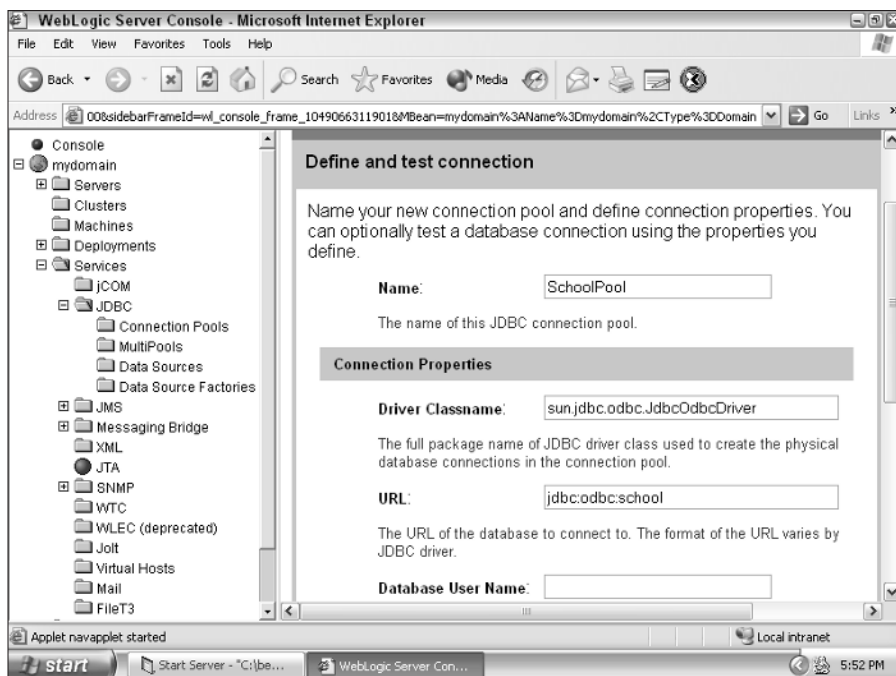 WebLogic Server Console - Microsoft Internet Explorer
File Edit View Favorites Tools Help
Back Search Favorites Media
Address 00&sidebarFrameId=wl_console_frame_1049066311901&MBean=mydomain%3AName%3Dmydomain%2CType%3DDomain Go Links »
Console
mydomain
Servers
Clusters
Machines
Deployments
Services
jCOM
JDBC
Connection Pools
MultiPools
Data Sources
Data Source Factories
JMS
Messaging Bridge
XML
JTA
SNMP
WTC
WLEC (deprecated)
Jolt
Virtual Hosts
Mail
FileT3
Define and test connection
Name your new connection pool and define connection properties. You
can optionally test a database connection using the properties you
define.
Name: SchoolPool
The name of this JDBC connection pool.
Connection Properties
Driver Classname: sun.jdbc.odbc.JdbcOdbcDriver
The full package name of JDBC driver class used to create the physical
database connections in the connection pool.
URL: jdbc:odbc:school
The URL of the database to connect to. The format of the URL varies by
JDBC driver.
Database User Name:
Applet navapplet started Local intranet
start Start Server - "C:\be... WebLogic Server Con... 5:52 PM